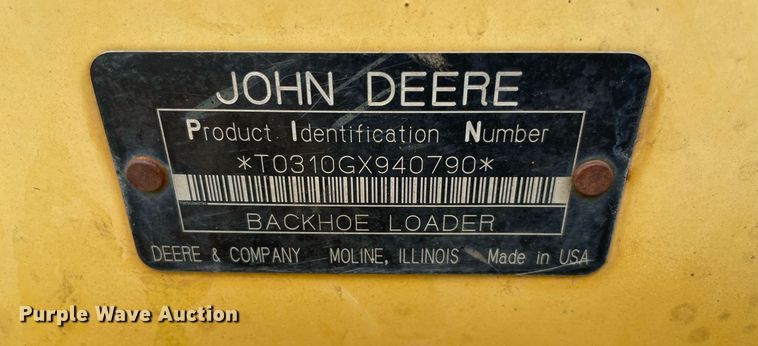 JOHN DEERE
Product Identification Number
*T0310GX940790*
BACKHOE LOADER
DEERE & COMPANY MOLINE, ILLINOIS Made in USA
Purple Wave Auction